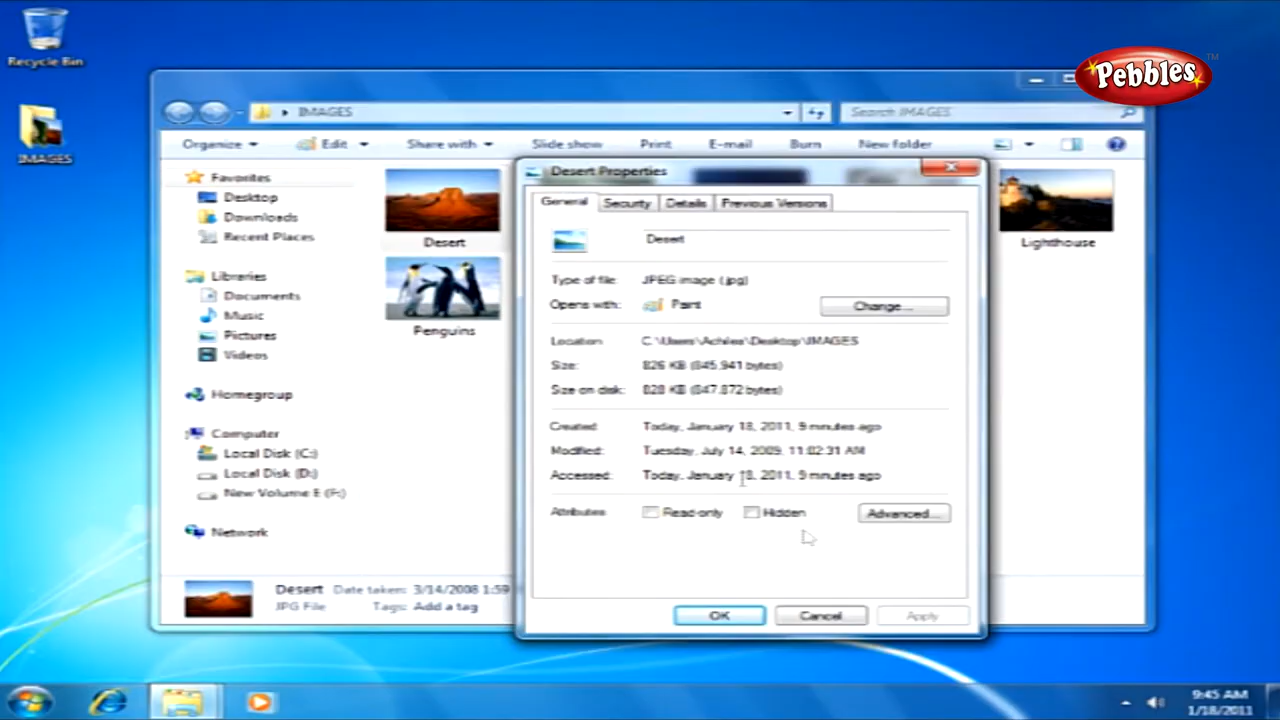 Recycle Bin
Pebbles™
IMAGES
IMAGES
Search IMAGES
Organize
Edit
Share with
Slide show
Print
E-mail
Burn
New folder
Favorites
Desktop
Downloads
Recent Places
Libraries
Documents
Music
Pictures
Videos
Homegroup
Computer
Local Disk (C:)
Local Disk (D:)
New Volume E (F:)
Network
Desert
Penguins
Lighthouse
Desert Properties
General
Security
Details
Previous Versions
Desert
Type of file: JPEG image (.jpg)
Opens with: Paint
Change...
Location: C:\Users\Achiles\Desktop\IMAGES
Size: 826 KB (845,941 bytes)
Size on disk: 828 KB (847,872 bytes)
Created: Today, January 18, 2011, 9 minutes ago
Modified: Tuesday, July 14, 2009, 11:02:31 AM
Accessed: Today, January 18, 2011, 9 minutes ago
Attributes: Read-only Hidden
Advanced...
OK
Cancel
Apply
Desert Date taken: 3/14/2008 1:59
JPG File Tags: Add a tag
9:45 AM
1/18/2011